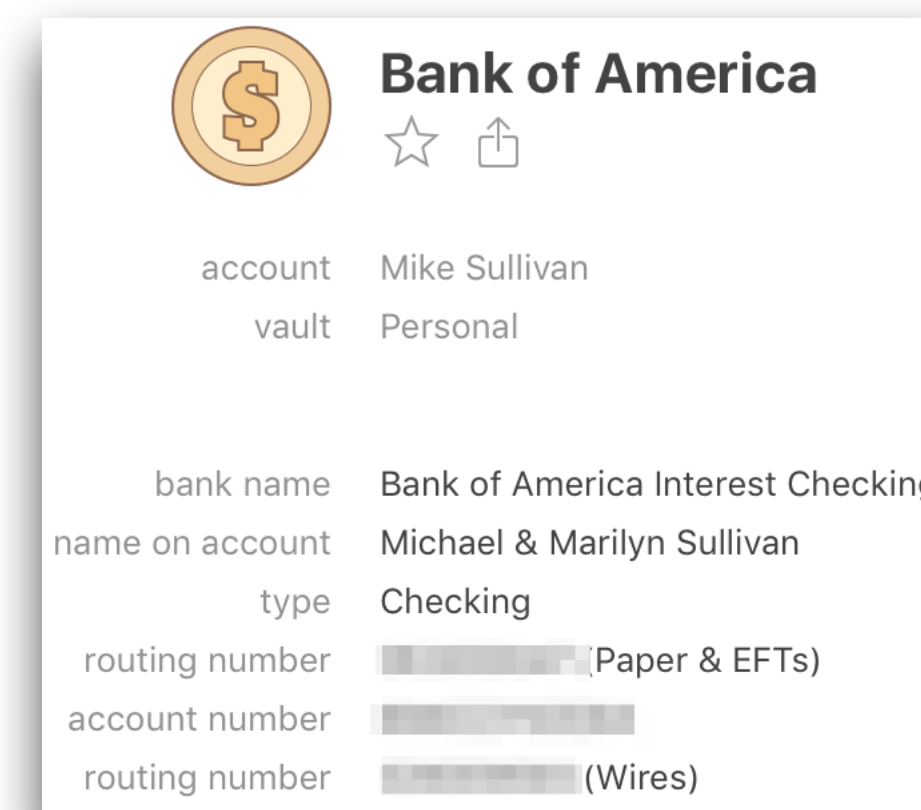 Bank of America
account Mike Sullivan
vault Personal
bank name Bank of America Interest Checking
name on account Michael & Marilyn Sullivan
type Checking
routing number (Paper & EFTs)
account number
routing number (Wires)